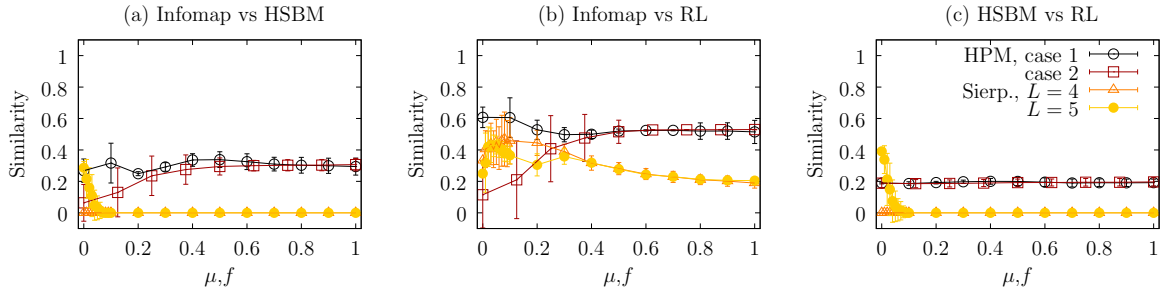 (a) Infomap vs HSBM
Similarity
1
0.8
0.6
0.4
0.2
0
0 0.2 0.4 0.6 0.8 1
μ,f
(b) Infomap vs RL
Similarity
1
0.8
0.6
0.4
0.2
0
0 0.2 0.4 0.6 0.8 1
μ,f
(c) HSBM vs RL
Similarity
1
0.8
0.6
0.4
0.2
0
HPM, case 1
case 2
Sierp., L = 4
L = 5
0 0.2 0.4 0.6 0.8 1
μ,f